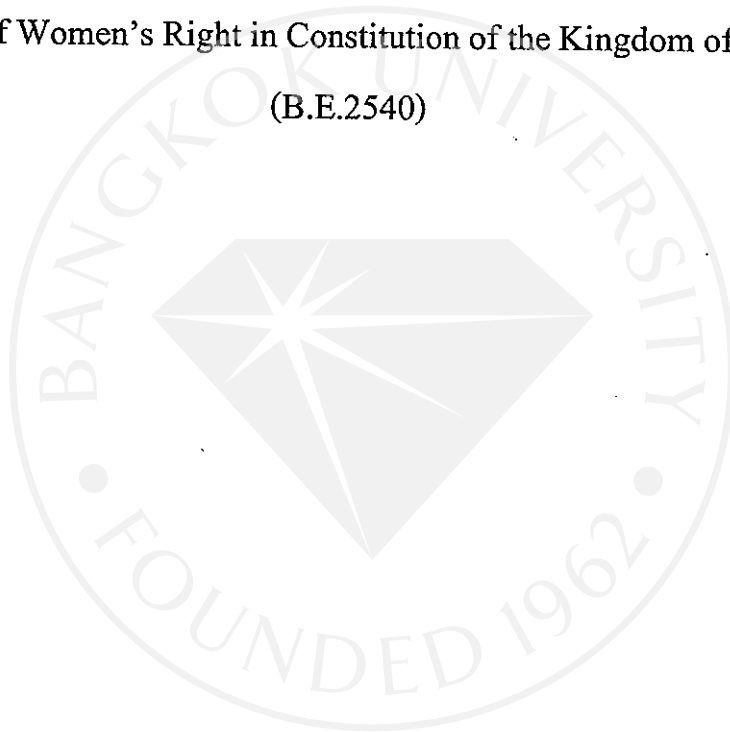 f Women's Right in Constitution of the Kingdom of
(B.E.2540)
BANGKOK UNIVERSITY
• FOUNDED 1962 •